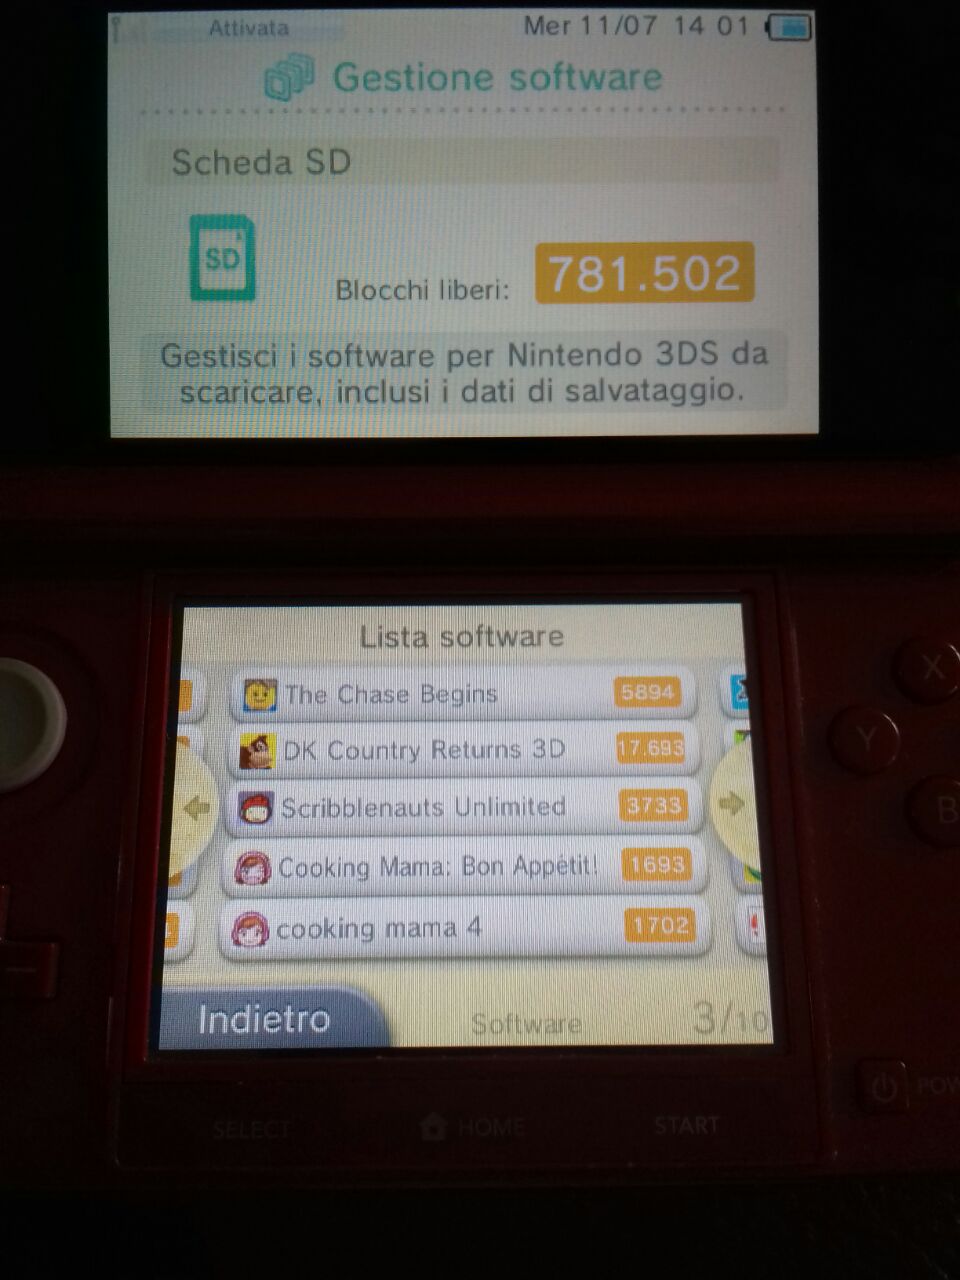 Attivata
Mer 11/07 14 01
Gestione software
Scheda SD
SD
Blocchi liberi: 781.502
Gestisci i software per Nintendo 3DS da
scaricare, inclusi i dati di salvataggio.
Lista software
The Chase Begins 5894
DK Country Returns 3D 17.693
Scribblenauts Unlimited 3733
Cooking Mama: Bon Appétit! 1693
cooking mama 4 1702
Indietro
Software
3/10
X
Y
B
SELECT
HOME
START
POW